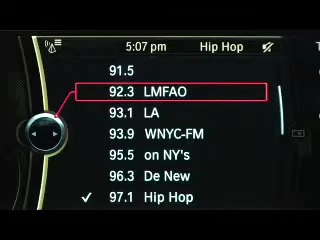 5:07 pm Hip Hop
91.5
92.3 LMFAO
93.1 LA
93.9 WNYC-FM
95.5 on NY's
96.3 De New
97.1 Hip Hop